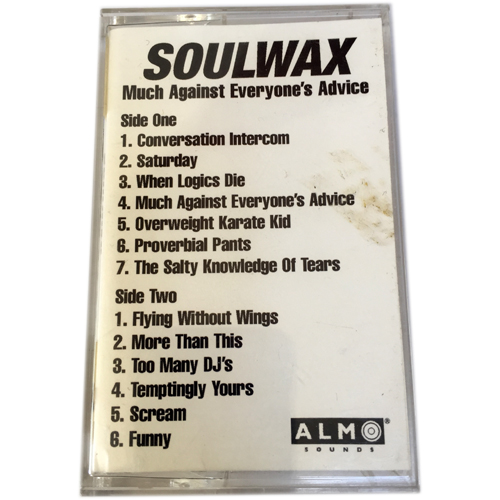 SOULWAX
Much Against Everyone's Advice
Side One
1. Conversation Intercom
2. Saturday
3. When Logics Die
4. Much Against Everyone's Advice
5. Overweight Karate Kid
6. Proverbial Pants
7. The Salty Knowledge Of Tears
Side Two
1. Flying Without Wings
2. More Than This
3. Too Many DJ's
4. Temptingly Yours
5. Scream
6. Funny
ALMO®
SOUNDS